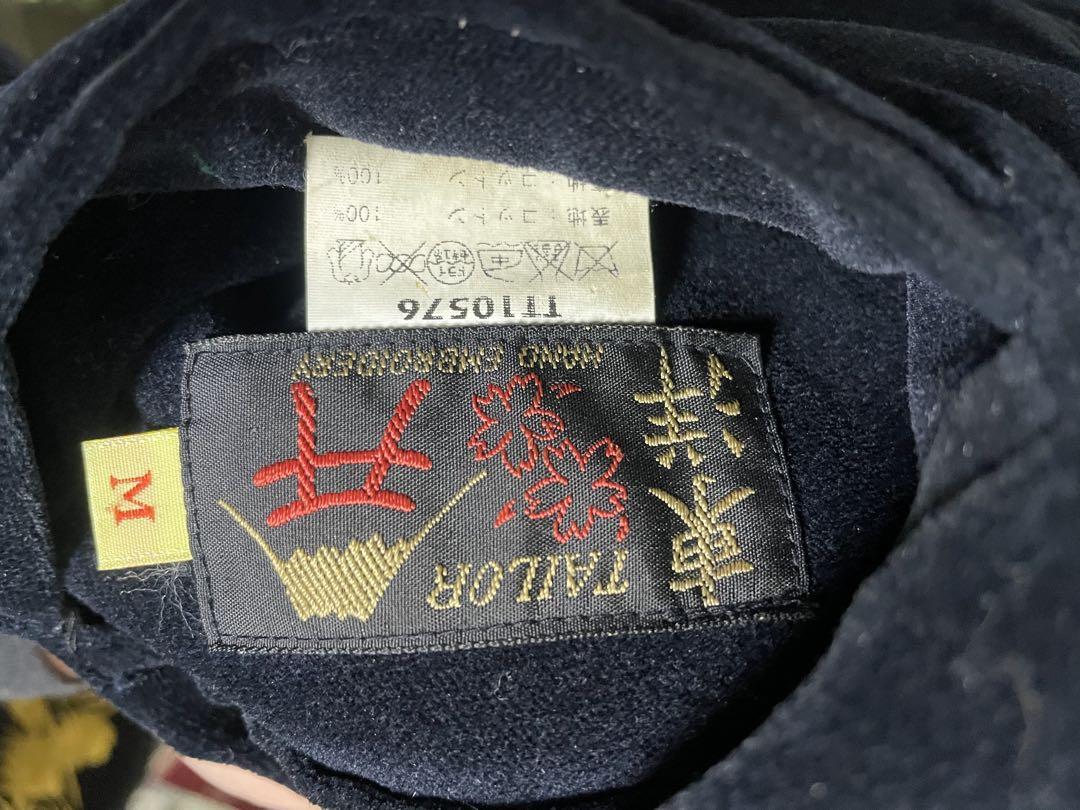 東洋
TAILOR
HAND EMBROIDERY
M
TT10576
表地:コットン 100%
コットン 100%